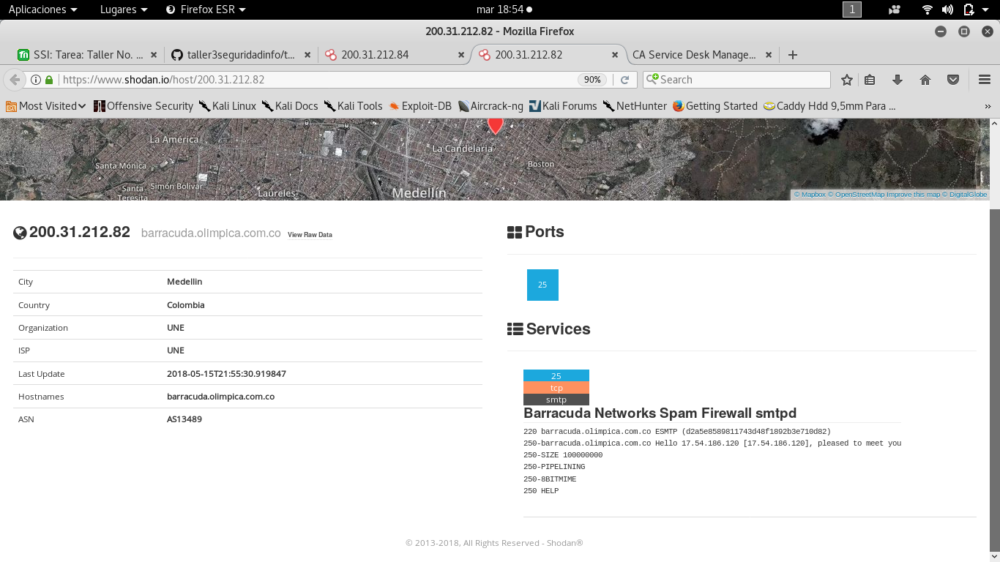 Aplicaciones Lugares Firefox ESR mar 18:54 1
200.31.212.82 - Mozilla Firefox
SSI: Tarea: Taller No. ... taller3seguridadinfo/t... 200.31.212.84 200.31.212.82 CA Service Desk Manage...
https://www.shodan.io/host/200.31.212.82 90% Search
Most Visited Offensive Security Kali Linux Kali Docs Kali Tools Exploit-DB Aircrack-ng Kali Forums NetHunter Getting Started Caddy Hdd 9,5mm Para ... »
La América
La Candelaria
Santa Mónica
Boston
Santa Teresita
Simón Bolívar
Laureles
Medellín
© Mapbox © OpenStreetMap Improve this map © DigitalGlobe
200.31.212.82 barracuda.olimpica.com.co View Raw Data
City Medellin
Country Colombia
Organization UNE
ISP UNE
Last Update 2018-05-15T21:55:30.919847
Hostnames barracuda.olimpica.com.co
ASN AS13489
Ports
25
Services
25
tcp
smtp
Barracuda Networks Spam Firewall smtpd
220 barracuda.olimpica.com.co ESMTP (d2a5e8589811743d48f1892b3e710d82)
250-barracuda.olimpica.com.co Hello 17.54.186.120 [17.54.186.120], pleased to meet you
250-SIZE 100000000
250-PIPELINING
250-8BITMIME
250 HELP
© 2013-2018, All Rights Reserved - Shodan®